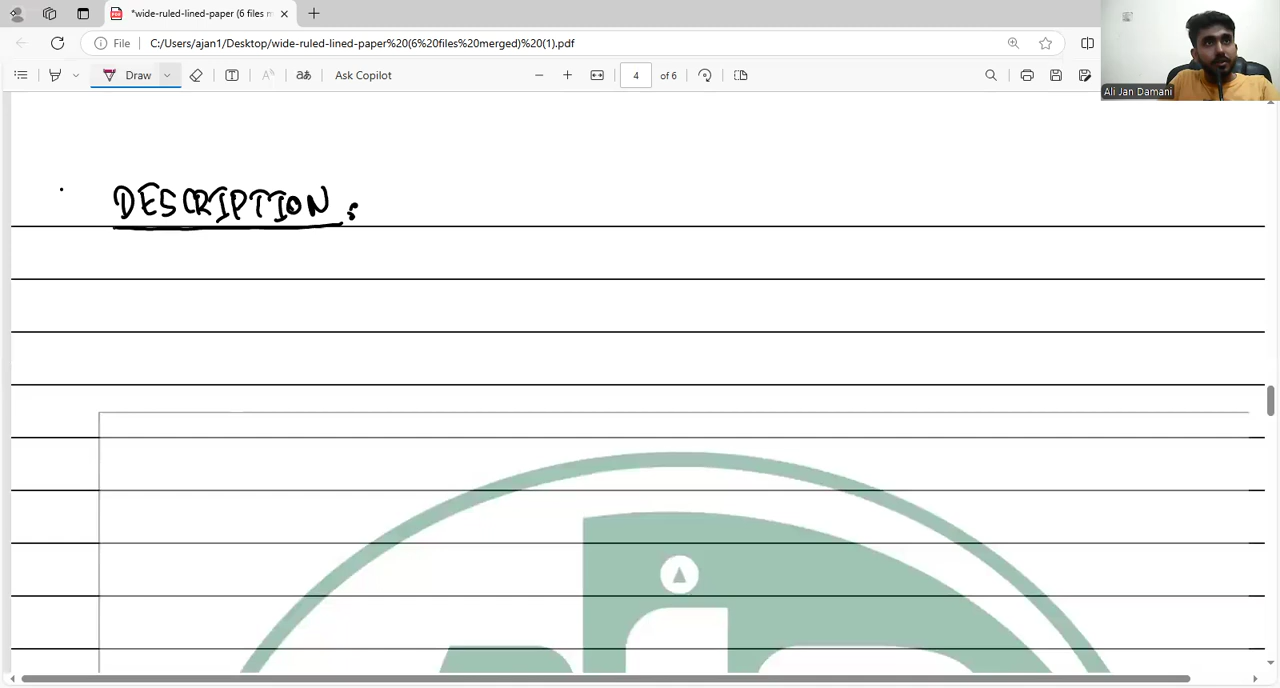 *wide-ruled-lined-paper (6 files m
File C:/Users/ajan1/Desktop/wide-ruled-lined-paper%20(6%20files%20merged)%20(1).pdf
Draw Ask Copilot 4 of 6
Ali Jan Damani
DESCRIPTION: